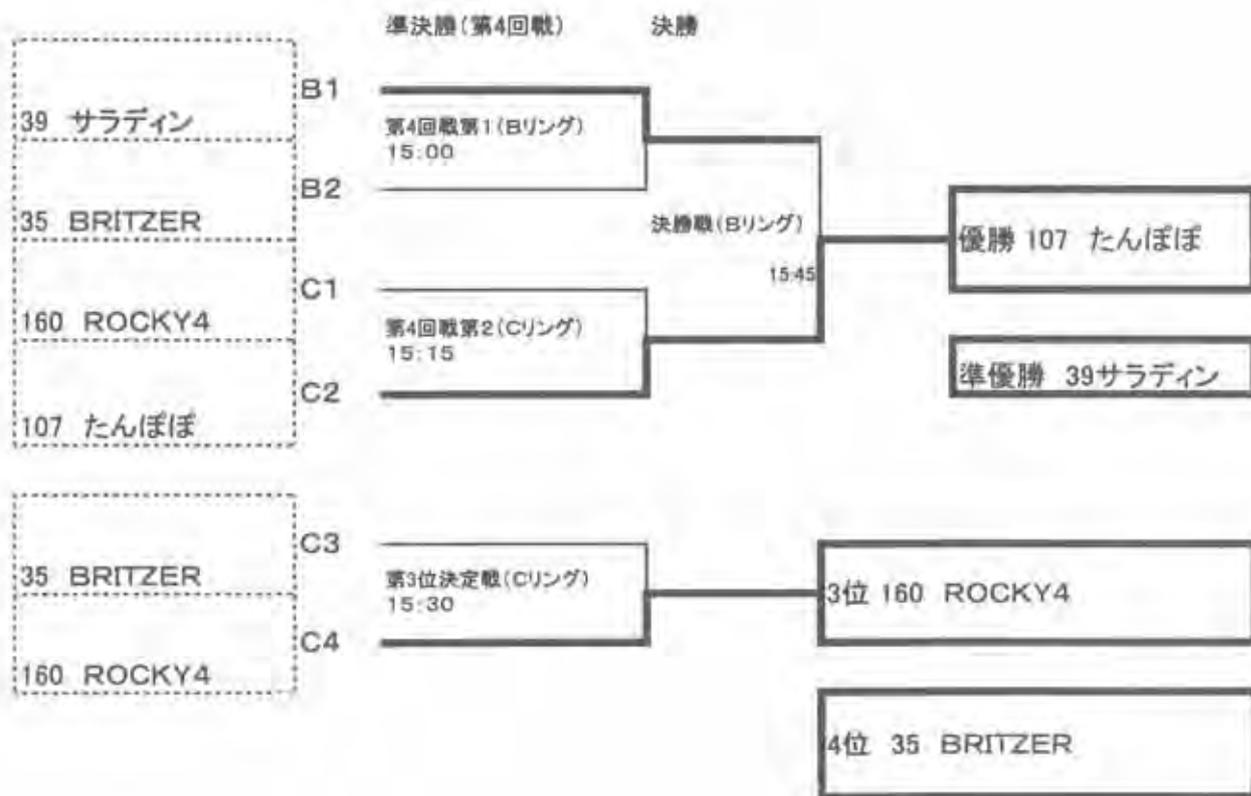 準決勝(第4回戦) 決勝
B1
39 サラディン
第4回戦第1(Bリング)
15:00
B2
35 BRITZER
決勝戦(Bリング)
優勝 107 たんぽぽ
15:45
C1
160 ROCKY4
第4回戦第2(Cリング)
15:15
準優勝 39サラディン
C2
107 たんぽぽ
C3
35 BRITZER
第3位決定戦(Cリング)
15:30
3位 160 ROCKY4
C4
160 ROCKY4
4位 35 BRITZER